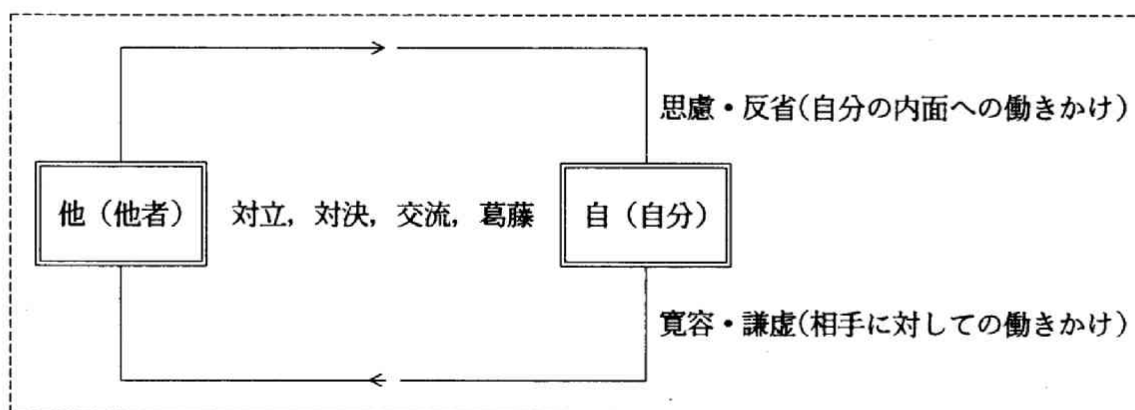 思慮・反省(自分の内面への働きかけ)
他(他者) 対立,対決,交流,葛藤 自(自分)
寛容・謙虚(相手に対しての働きかけ)